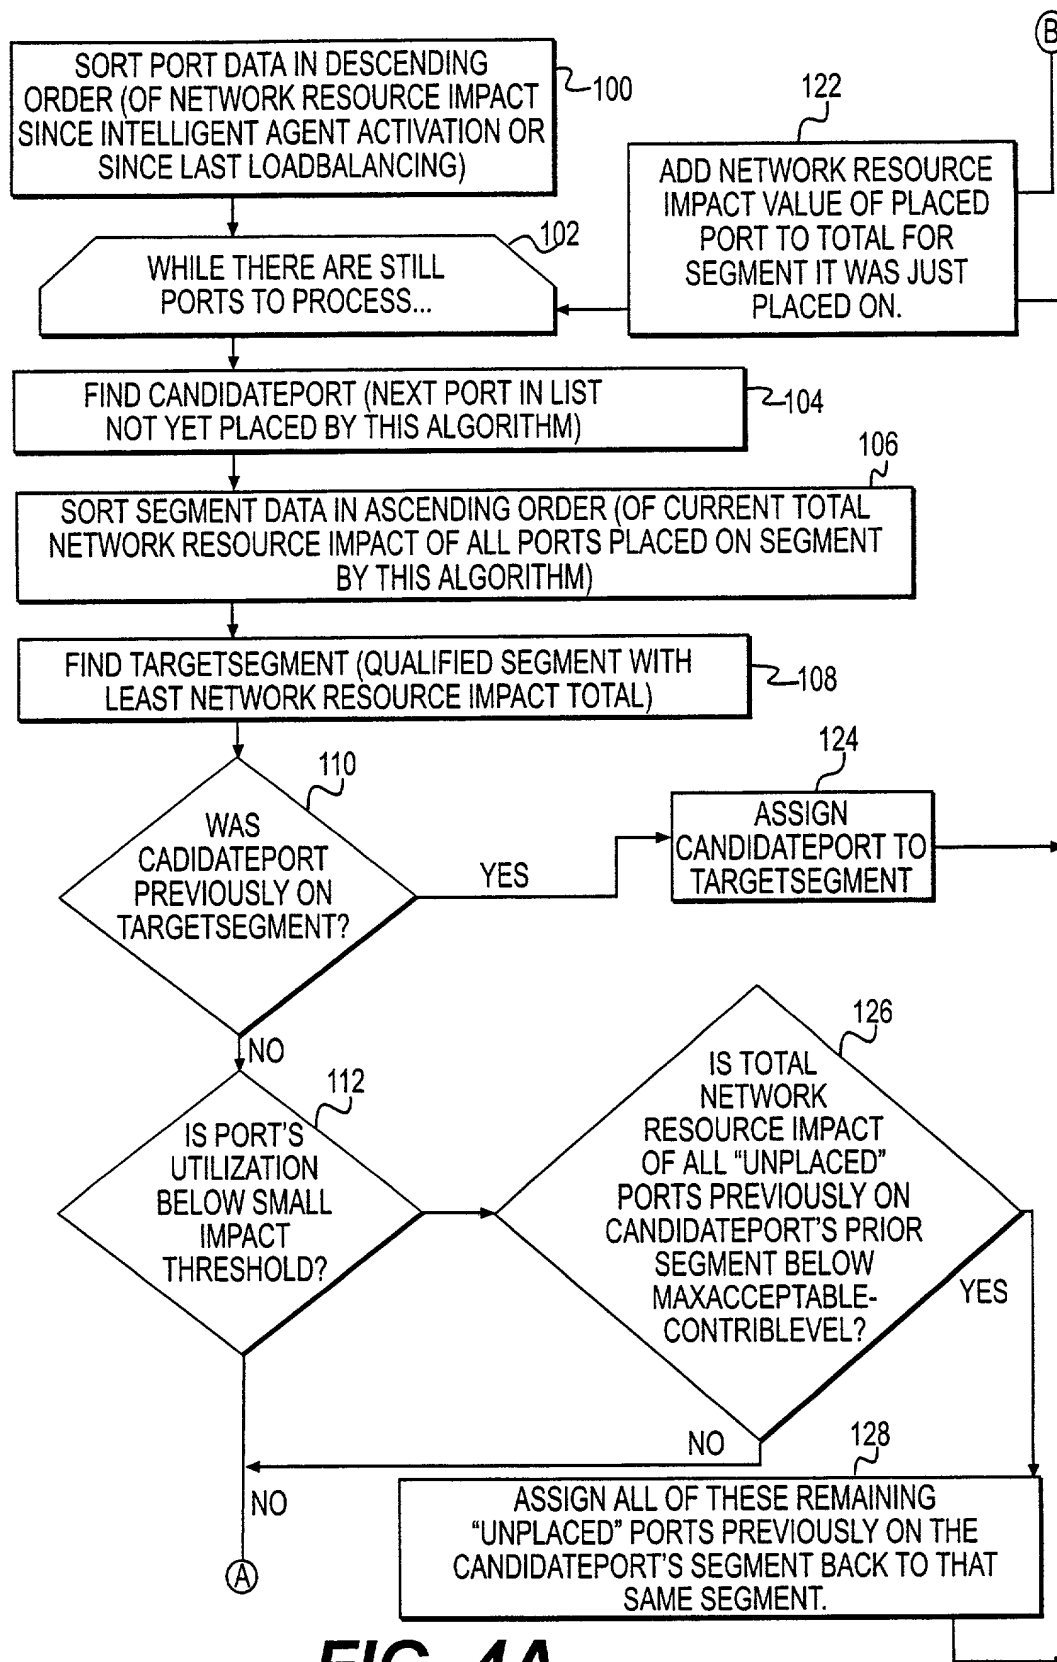 B
SORT PORT DATA IN DESCENDING
ORDER (OF NETWORK RESOURCE IMPACT
SINCE INTELLIGENT AGENT ACTIVATION OR
SINCE LAST LOADBALANCING)
100
122
ADD NETWORK RESOURCE
IMPACT VALUE OF PLACED
PORT TO TOTAL FOR
SEGMENT IT WAS JUST
PLACED ON.
102
WHILE THERE ARE STILL
PORTS TO PROCESS...
FIND CANDIDATEPORT (NEXT PORT IN LIST
NOT YET PLACED BY THIS ALGORITHM)
104
106
SORT SEGMENT DATA IN ASCENDING ORDER (OF CURRENT TOTAL
NETWORK RESOURCE IMPACT OF ALL PORTS PLACED ON SEGMENT
BY THIS ALGORITHM)
FIND TARGETSEGMENT (QUALIFIED SEGMENT WITH
LEAST NETWORK RESOURCE IMPACT TOTAL)
108
110
WAS
CADIDATEPORT
PREVIOUSLY ON
TARGETSEGMENT?
YES
124
ASSIGN
CANDIDATEPORT TO
TARGETSEGMENT
NO
112
IS PORT'S
UTILIZATION
BELOW SMALL
IMPACT
THRESHOLD?
126
IS TOTAL
NETWORK
RESOURCE IMPACT
OF ALL "UNPLACED"
PORTS PREVIOUSLY ON
CANDIDATEPORT'S PRIOR
SEGMENT BELOW
MAXACCEPTABLE-
CONTRIBLEVEL?
YES
NO
NO
A
128
ASSIGN ALL OF THESE REMAINING
"UNPLACED" PORTS PREVIOUSLY ON THE
CANDIDATEPORT'S SEGMENT BACK TO THAT
SAME SEGMENT.
FIG. 4A